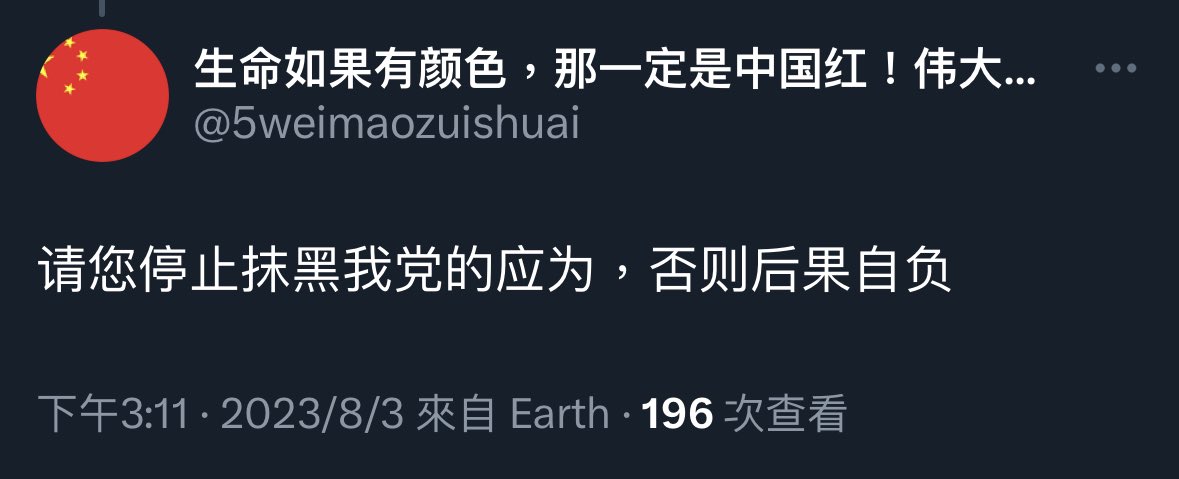 生命如果有颜色，那一定是中国红！伟大...
@5weimaozuishuai
请您停止抹黑我党的应为，否则后果自负
下午3:11 · 2023/8/3 來自 Earth · 196 次查看